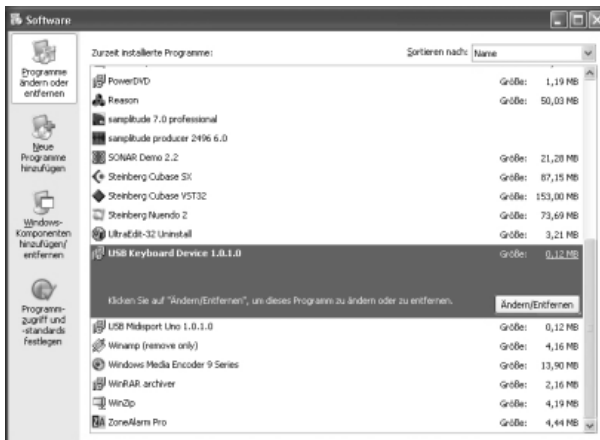 Software
Programme
ändern oder
entfernen
Neue
Programme
hinzufügen
Windows-
Komponenten
hinzufügen/
entfernen
Programm-
zugriff und
-standards
festlegen
Zurzeit installierte Programme: Sortieren nach: Name
PowerDVD Größe: 1,19 MB
Reason Größe: 50,03 MB
samplitude 7.0 professional
samplitude producer 2496 6.0
SONAR Demo 2.2 Größe: 21,28 MB
Steinberg Cubase SX Größe: 87,15 MB
Steinberg Cubase VST32 Größe: 153,00 MB
Steinberg Nuendo 2 Größe: 73,69 MB
UltraEdit-32 Uninstall Größe: 3,21 MB
USB Keyboard Device 1.0.1.0 Größe: 0,12 MB
Klicken Sie auf "Ändern/Entfernen", um dieses Programm zu ändern oder zu entfernen. Ändern/Entfernen
USB Midisport Uno 1.0.1.0 Größe: 0,12 MB
Winamp (remove only) Größe: 4,16 MB
Windows Media Encoder 9 Series Größe: 13,90 MB
WinRAR archiver Größe: 2,16 MB
WinZip Größe: 4,19 MB
ZoneAlarm Pro Größe: 4,44 MB